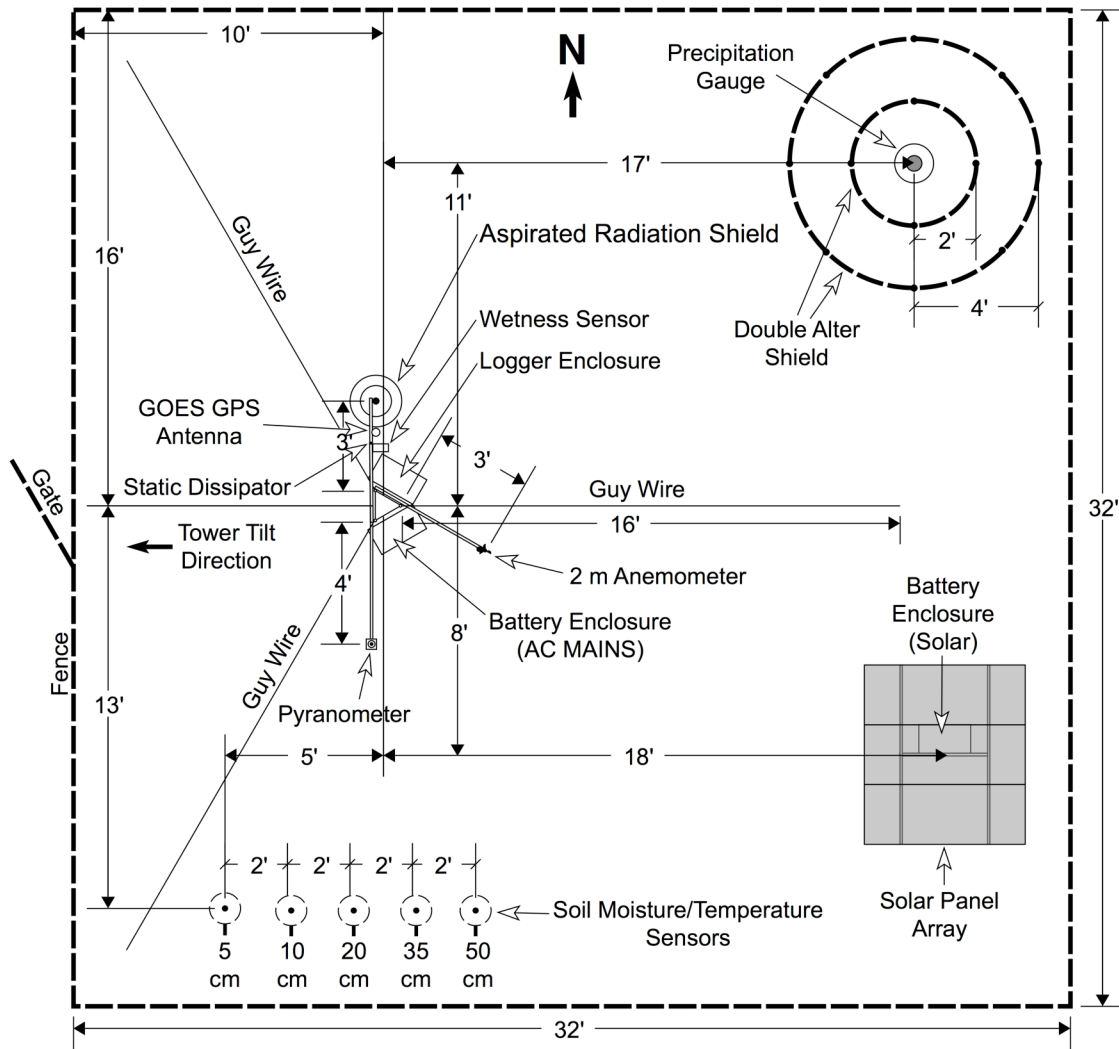 10'
N
Precipitation
Gauge
17'
11'
Guy Wire
16'
Aspirated Radiation Shield
2'
4'
Wetness Sensor
Double Alter
Shield
Logger Enclosure
GOES GPS
Antenna
3'
3'
Gate
Static Dissipator
Guy Wire
32'
16'
Tower Tilt
Direction
2 m Anemometer
4'
Battery
Enclosure
(Solar)
Battery Enclosure
(AC MAINS)
8'
Fence
Guy Wire
13'
Pyranometer
5'
18'
2'
2'
2'
2'
Soil Moisture/Temperature
Sensors
Solar Panel
Array
5
cm
10
cm
20
cm
35
cm
50
cm
32'